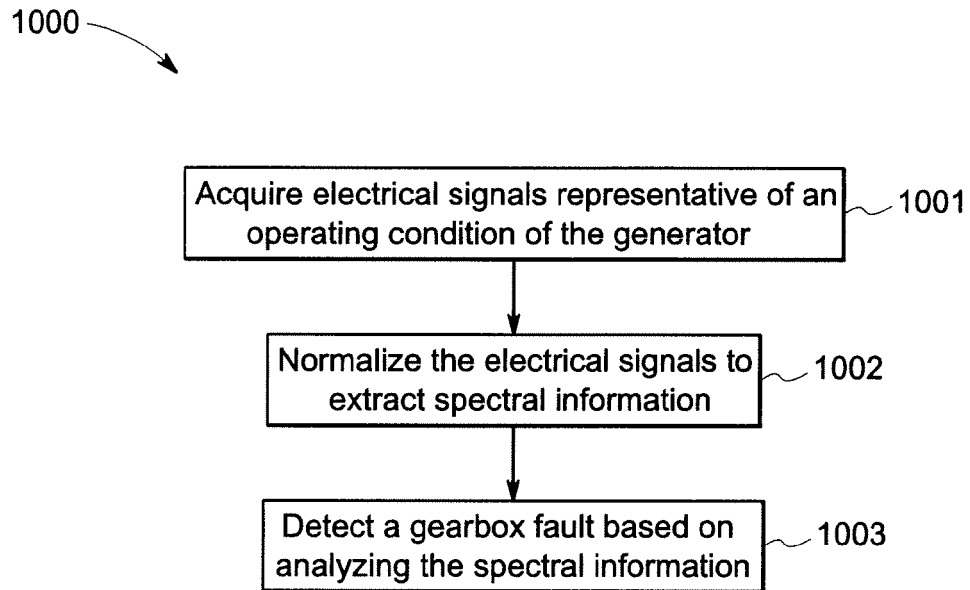 1000
Acquire electrical signals representative of an
operating condition of the generator
1001
Normalize the electrical signals to
extract spectral information
1002
Detect a gearbox fault based on
analyzing the spectral information
1003